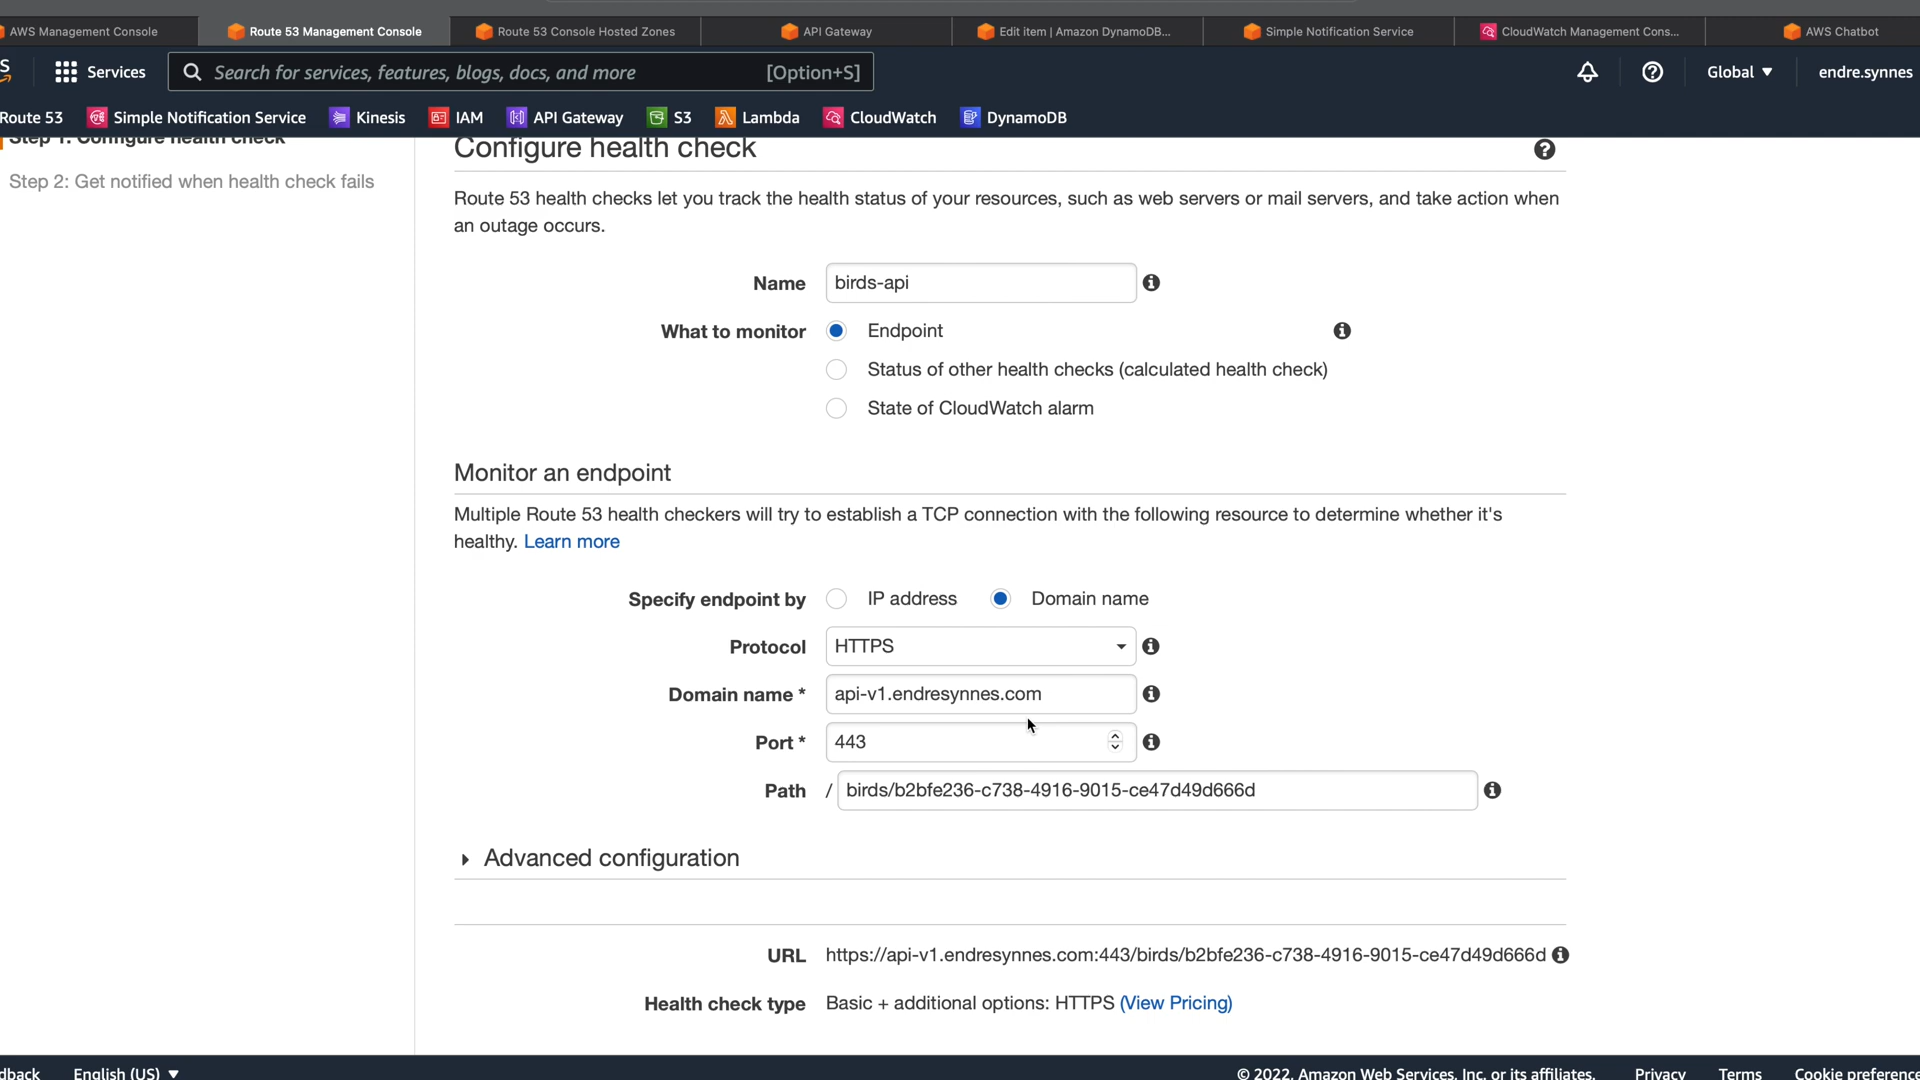 AWS Management Console
Route 53 Management Console
Route 53 Console Hosted Zones
API Gateway
Edit item | Amazon DynamoDB...
Simple Notification Service
CloudWatch Management Cons...
AWS Chatbot
Services
Search for services, features, blogs, docs, and more
[Option+S]
Global
endre.synnes
Route 53
Simple Notification Service
Kinesis
IAM
API Gateway
S3
Lambda
CloudWatch
DynamoDB
Step 1: Configure health check
Step 2: Get notified when health check fails
Configure health check
Route 53 health checks let you track the health status of your resources, such as web servers or mail servers, and take action when
an outage occurs.
Name birds-api
What to monitor Endpoint
Status of other health checks (calculated health check)
State of CloudWatch alarm
Monitor an endpoint
Multiple Route 53 health checkers will try to establish a TCP connection with the following resource to determine whether it's
healthy. Learn more
Specify endpoint by IP address Domain name
Protocol HTTPS
Domain name * api-v1.endresynnes.com
Port * 443
Path / birds/b2bfe236-c738-4916-9015-ce47d49d666d
Advanced configuration
URL https://api-v1.endresynnes.com:443/birds/b2bfe236-c738-4916-9015-ce47d49d666d
Health check type Basic + additional options: HTTPS (View Pricing)
dback
English (US)
© 2022, Amazon Web Services, Inc. or its affiliates.
Privacy
Terms
Cookie preference